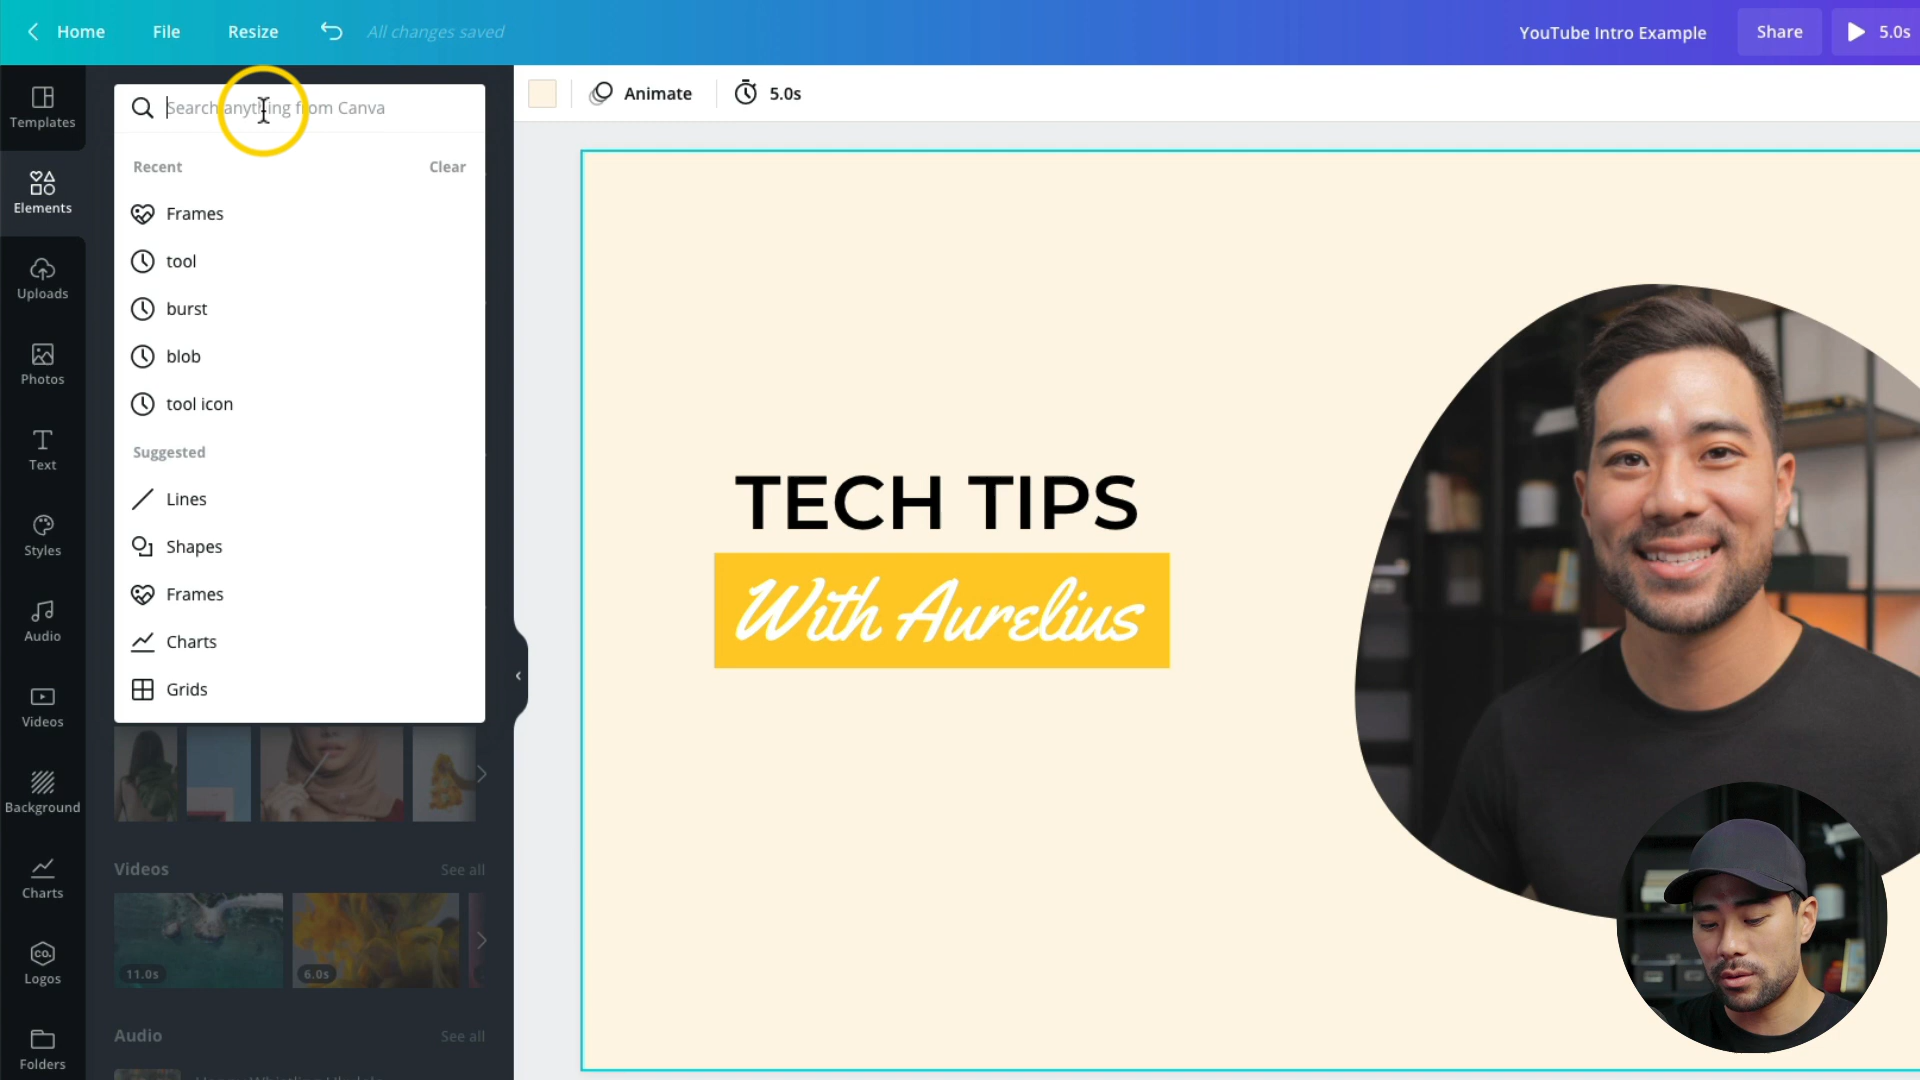 Home File Resize All changes saved YouTube Intro Example Share 5.0s
Templates
Elements
Uploads
Photos
Text
Styles
Audio
Videos
Background
Charts
co.
Logos
Folders
Search anything from Canva
Recent Clear
Frames
tool
burst
blob
tool icon
Suggested
Lines
Shapes
Frames
Charts
Grids
Videos See all
11.0s 6.0s
Audio See all
Animate 5.0s
TECH TIPS
With Aurelius